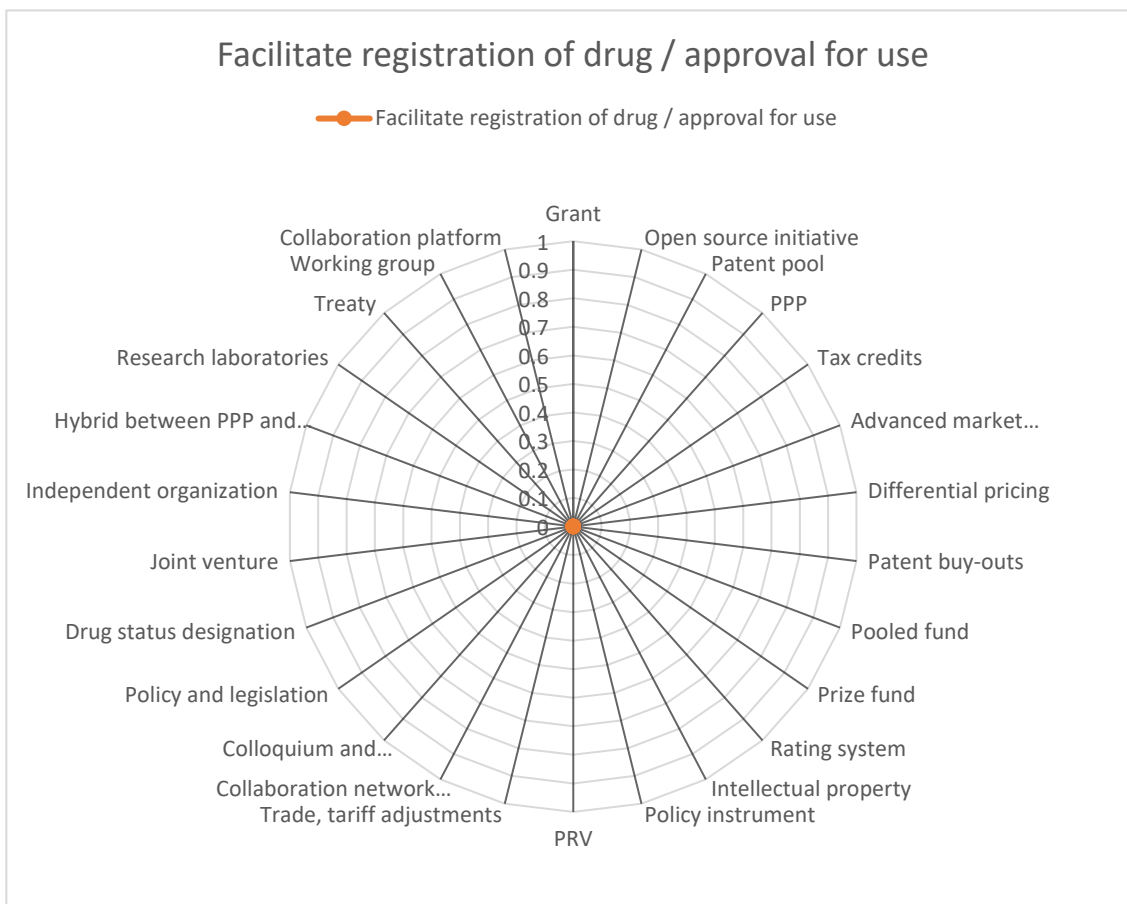 Facilitate registration of drug / approval for use
Facilitate registration of drug / approval for use
Grant
Collaboration platform
Open source initiative
Working group
Patent pool
Treaty
PPP
Research laboratories
Tax credits
Hybrid between PPP and...
Advanced market...
Independent organization
Differential pricing
Joint venture
Patent buy-outs
Drug status designation
Pooled fund
Policy and legislation
Prize fund
Colloquium and...
Rating system
Collaboration network...
Intellectual property
Trade, tariff adjustments
Policy instrument
PRV
1
0.9
0.8
0.7
0.6
0.5
0.4
0.3
0.2
0.1
0